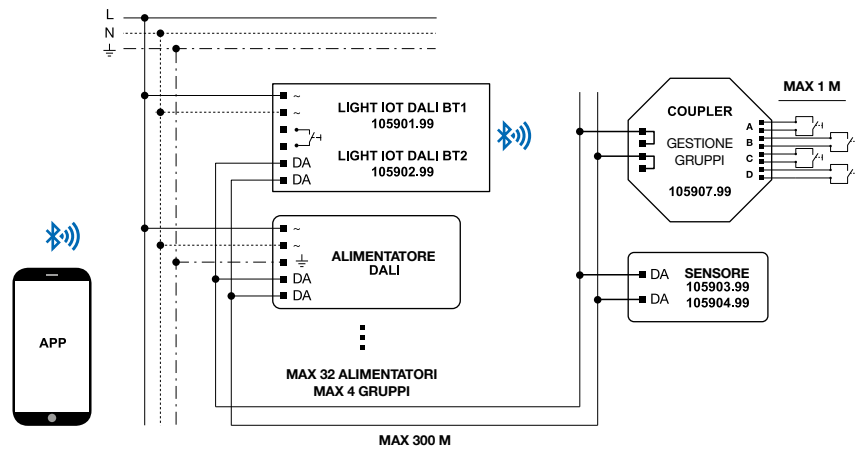 L
N
~
~
LIGHT IOT DALI BT1
105901.99
LIGHT IOT DALI BT2
105902.99
DA
DA
~
~
ALIMENTATORE
DALI
DA
DA
MAX 32 ALIMENTATORI
MAX 4 GRUPPI
MAX 300 M
APP
MAX 1 M
COUPLER
GESTIONE
GRUPPI
105907.99
A
B
C
D
DA
DA
SENSORE
105903.99
105904.99